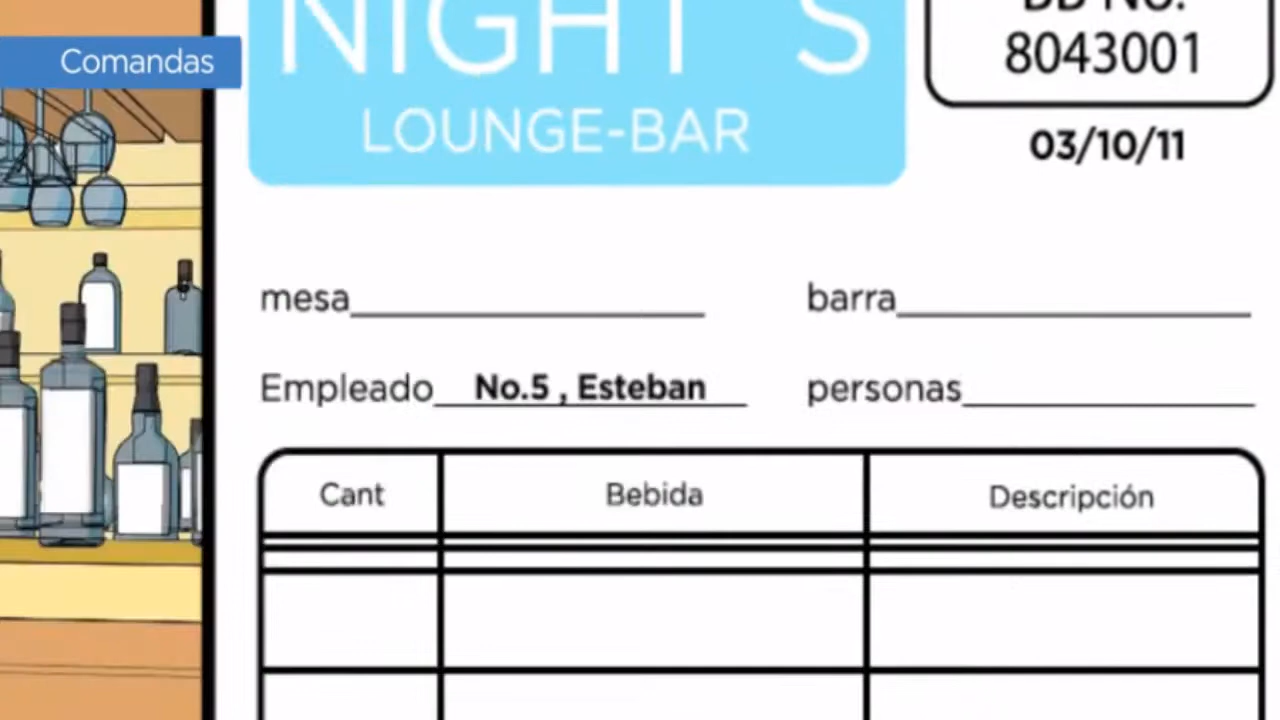 NIGHT'S
LOUNGE-BAR
Comandas
8043001
03/10/11
mesa
barra
Empleado No.5 , Esteban
personas
Cant
Bebida
Descripción